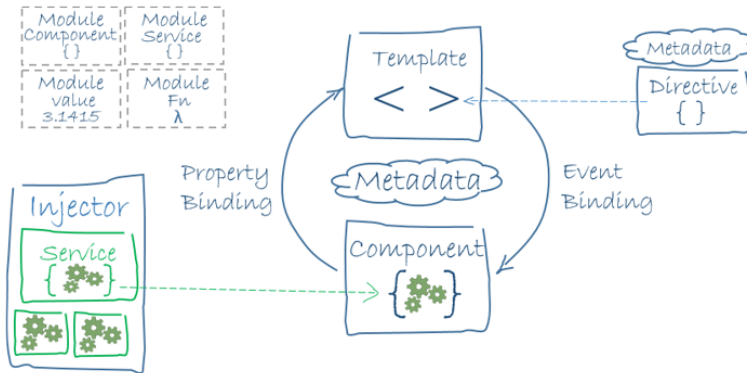 Module
Component
{ }
Module
Service
{ }
Module
value
3.1415
Module
Fn
λ
Template
< >
Metadata
Directive
{ }
Property
Binding
Metadata
Event
Binding
Injector
Service
{ }
Component
{ }